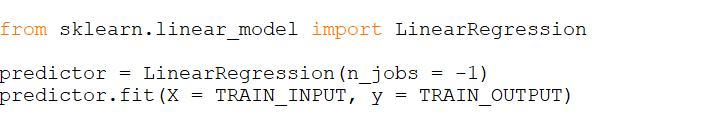 from sklearn.linear_model import LinearRegression
predictor = LinearRegression(n_jobs = -1)
predictor.fit(X = TRAIN_INPUT, y = TRAIN_OUTPUT)